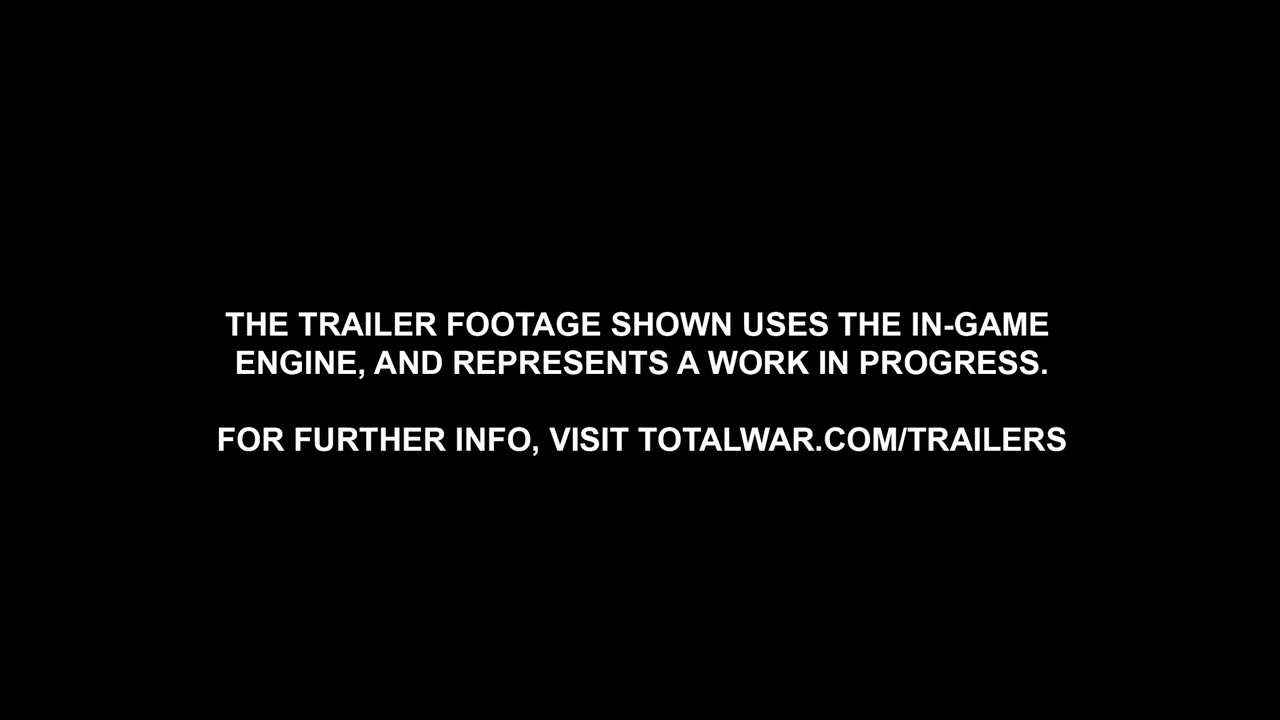 THE TRAILER FOOTAGE SHOWN USES THE IN-GAME
ENGINE, AND REPRESENTS A WORK IN PROGRESS.
FOR FURTHER INFO, VISIT TOTALWAR.COM/TRAILERS